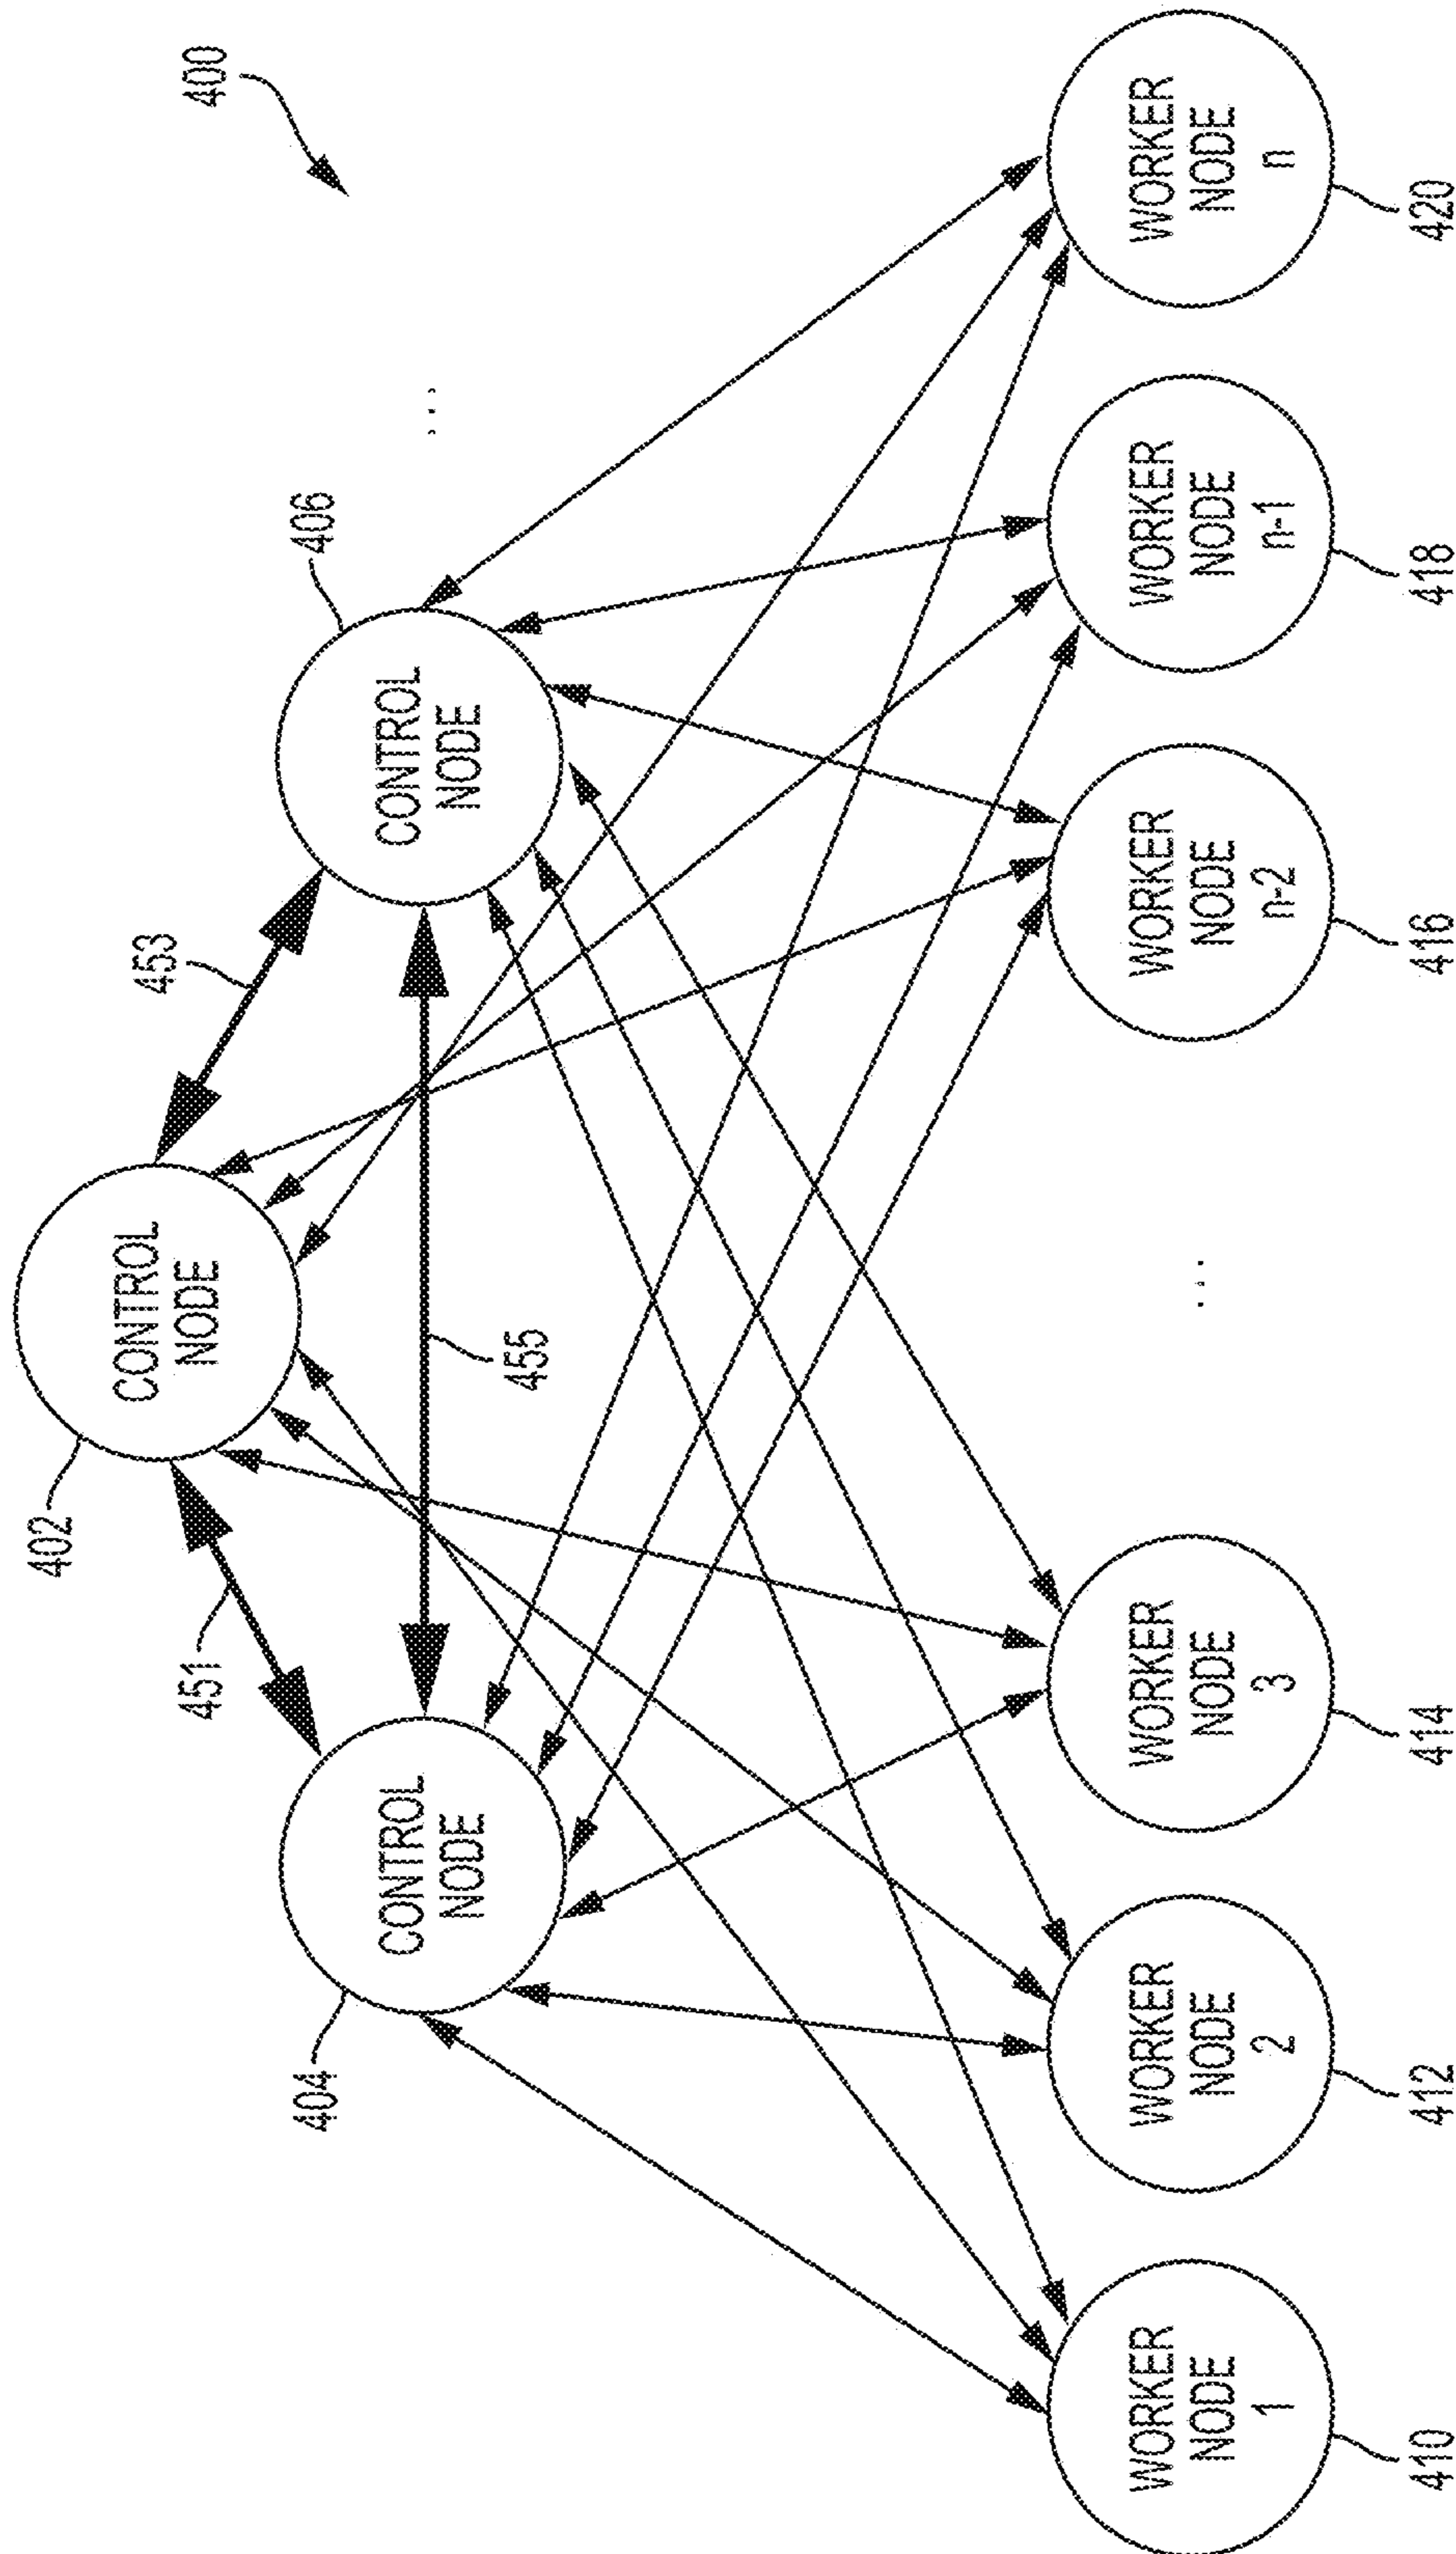 400
402
CONTROL
NODE
451
453
404
CONTROL
NODE
455
406
CONTROL
NODE
...
WORKER
NODE
1
WORKER
NODE
2
WORKER
NODE
3
...
WORKER
NODE
n-2
WORKER
NODE
n-1
WORKER
NODE
n
410
412
414
416
418
420